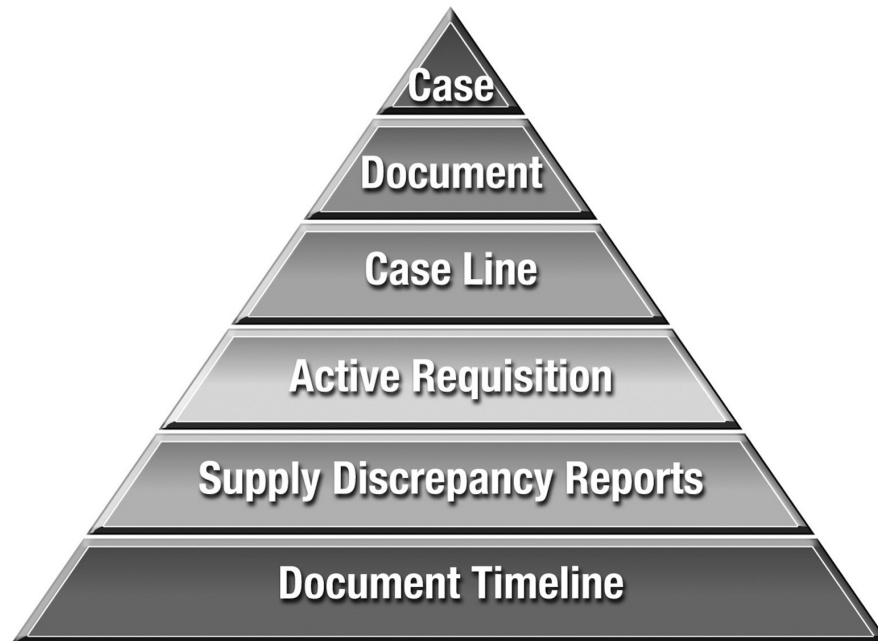 Case
Document
Case Line
Active Requisition
Supply Discrepancy Reports
Document Timeline